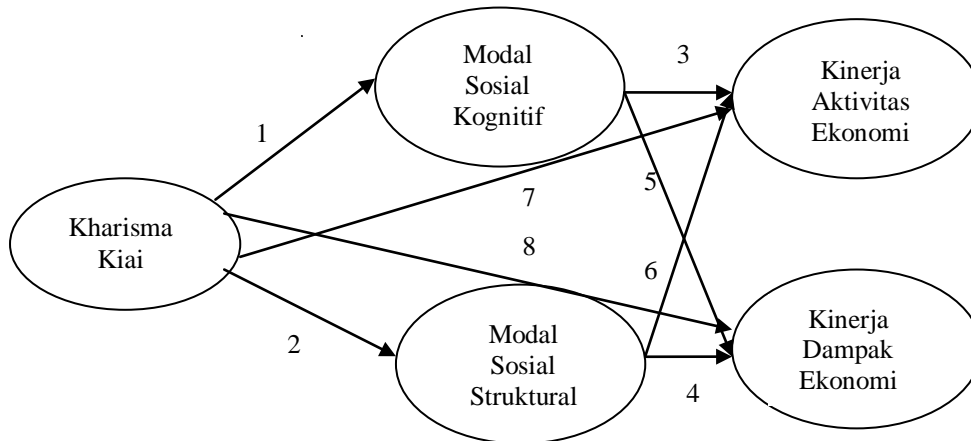 Modal
Sosial
Kognitif
3
Kinerja
Aktivitas
Ekonomi
1
5
7
Kharisma
Kiai
8
6
2
Modal
Sosial
Struktural
4
Kinerja
Dampak
Ekonomi